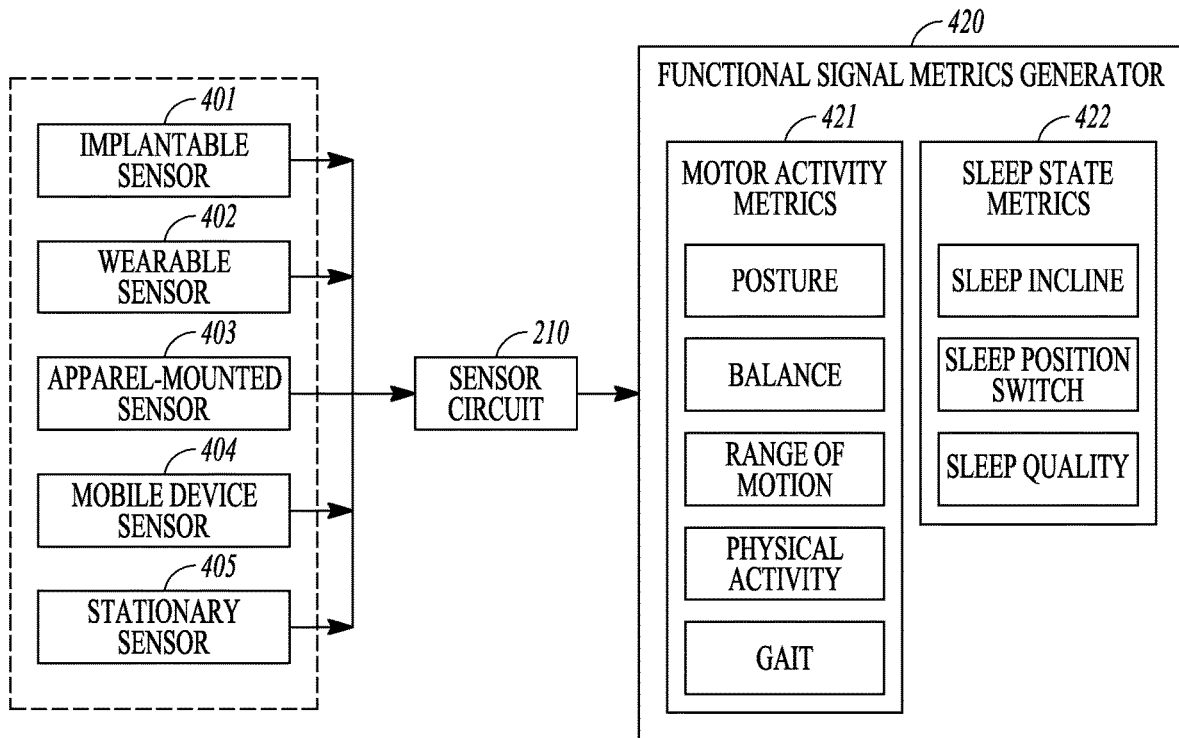 401
IMPLANTABLE
SENSOR
402
WEARABLE
SENSOR
403
APPAREL-MOUNTED
SENSOR
404
MOBILE DEVICE
SENSOR
405
STATIONARY
SENSOR
210
SENSOR
CIRCUIT
420
FUNCTIONAL SIGNAL METRICS GENERATOR
421
MOTOR ACTIVITY
METRICS
POSTURE
BALANCE
RANGE OF
MOTION
PHYSICAL
ACTIVITY
GAIT
422
SLEEP STATE
METRICS
SLEEP INCLINE
SLEEP POSITION
SWITCH
SLEEP QUALITY